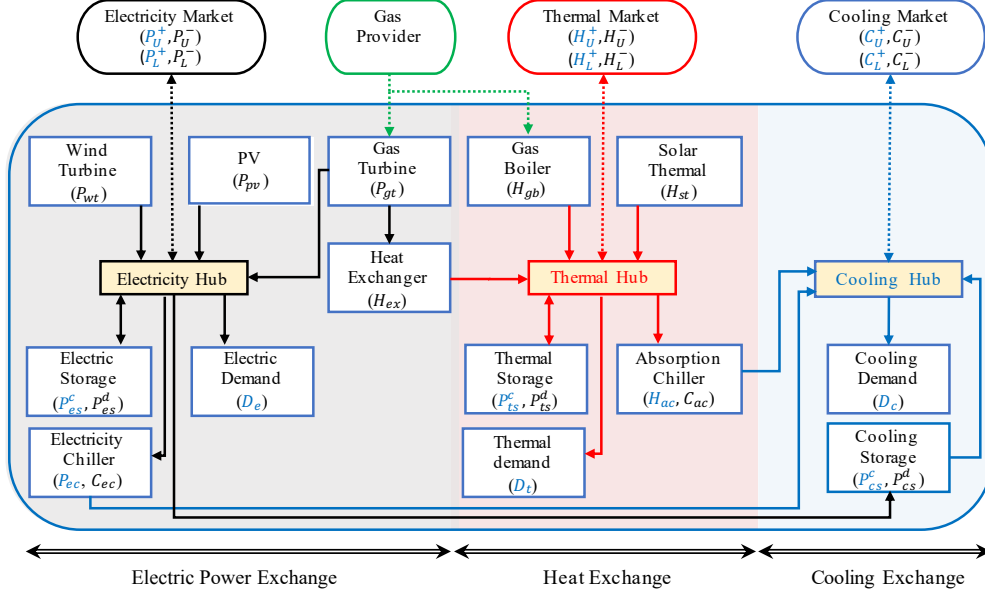 Electricity Market
(P_U^+, P_U^-)
(P_L^+, P_L^-)
Gas
Provider
Thermal Market
(H_U^+, H_U^-)
(H_L^+, H_L^-)
Cooling Market
(C_U^+, C_U^-)
(C_L^+, C_L^-)
Wind
Turbine
(P_wt)
PV
(P_pv)
Gas
Turbine
(P_gt)
Gas
Boiler
(H_gb)
Solar
Thermal
(H_st)
Electricity Hub
Heat
Exchanger
(H_ex)
Thermal Hub
Cooling Hub
Electric
Storage
(P_es^c, P_es^d)
Electric
Demand
(D_e)
Thermal
Storage
(P_ts^c, P_ts^d)
Absorption
Chiller
(H_ac, C_ac)
Cooling
Demand
(D_c)
Electricity
Chiller
(P_ec, C_ec)
Thermal
demand
(D_t)
Cooling
Storage
(P_cs^c, P_cs^d)
Electric Power Exchange
Heat Exchange
Cooling Exchange